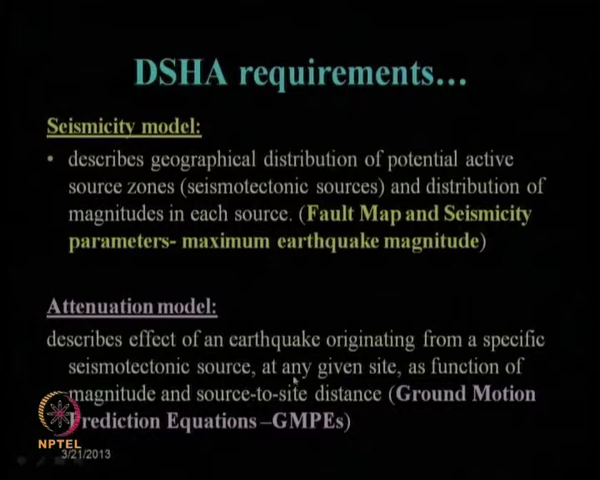 DSHA requirements...
Seismicity model:
• describes geographical distribution of potential active
source zones (seismotectonic sources) and distribution of
magnitudes in each source. (Fault Map and Seismicity
parameters- maximum earthquake magnitude)
Attenuation model:
describes effect of an earthquake originating from a specific
seismotectonic source, at any given site, as function of
magnitude and source-to-site distance (Ground Motion
Prediction Equations –GMPEs)
NPTEL
3/21/2013